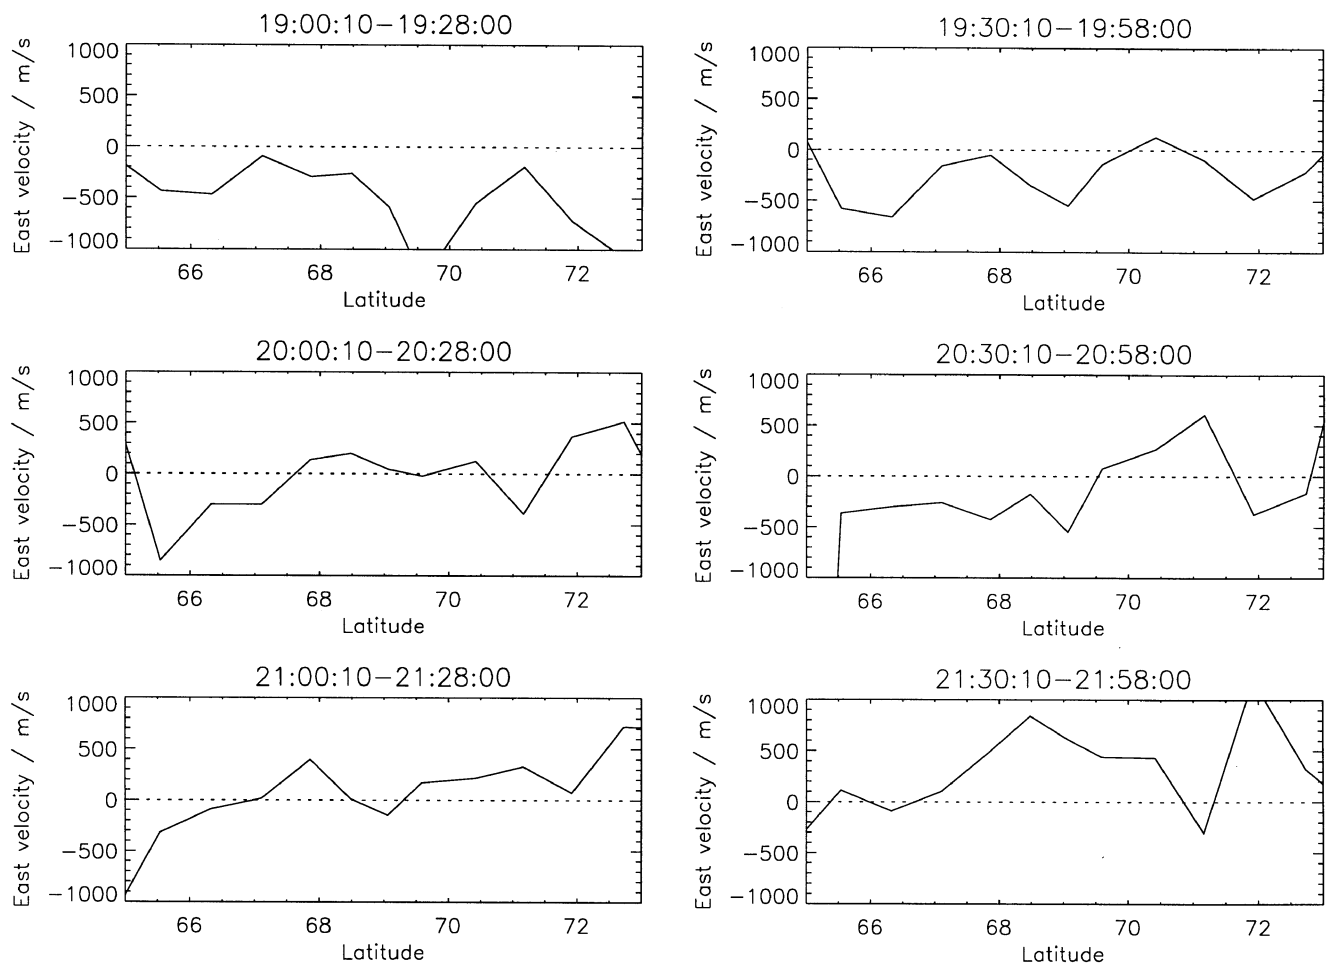 19:00:10−19:28:00
East velocity / m/s
1000
500
0
−500
−1000
66 68 70 72
Latitude
19:30:10−19:58:00
East velocity / m/s
1000
500
0
−500
−1000
66 68 70 72
Latitude
20:00:10−20:28:00
East velocity / m/s
1000
500
0
−500
−1000
66 68 70 72
Latitude
20:30:10−20:58:00
East velocity / m/s
1000
500
0
−500
−1000
66 68 70 72
Latitude
21:00:10−21:28:00
East velocity / m/s
1000
500
0
−500
−1000
66 68 70 72
Latitude
21:30:10−21:58:00
East velocity / m/s
1000
500
0
−500
−1000
66 68 70 72
Latitude